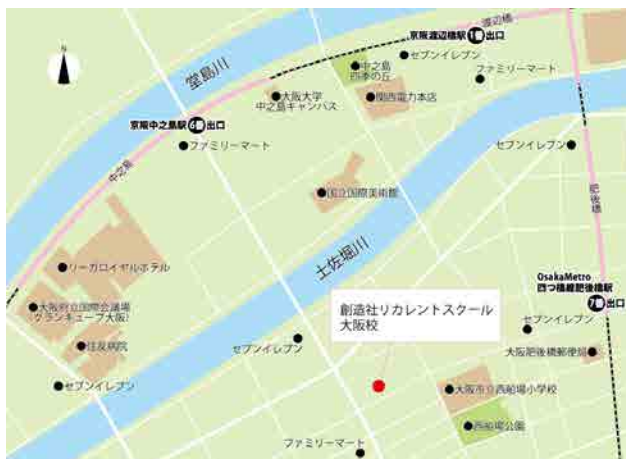 N
堂島川
京阪渡辺橋駅 1番 出口
渡辺橋
セブンイレブン
中之島
四季の丘
ファミリーマート
大阪大学
中之島キャンパス
関西電力本店
京阪中之島駅 6番 出口
ファミリーマート
セブンイレブン
中之島
国立国際美術館
肥後橋
土佐堀川
リーガロイヤルホテル
OsakaMetro
四つ橋線肥後橋駅
7番 出口
大阪府立国際会議場
(グランキューブ大阪)
創造社リカレントスクール
大阪校
セブンイレブン
住友病院
セブンイレブン
大阪肥後橋郵便局
セブンイレブン
大阪市立西船場小学校
西船場公園
ファミリーマート